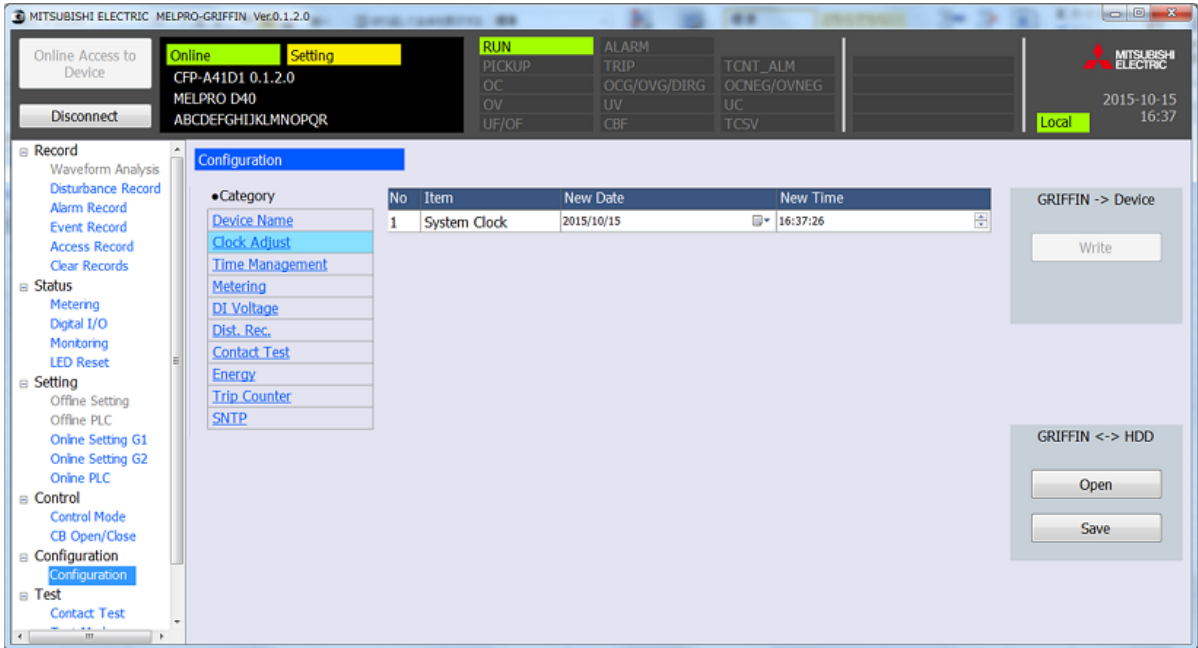 MITSUBISHI ELECTRIC MELPRO-GRIFFIN Ver.0.1.2.0
Online Access to
Device
Disconnect
Online
Setting
CFP-A41D1 0.1.2.0
MELPRO D40
ABCDEFGHIJKLMNOPQR
RUN
ALARM
PICKUP
TRIP
TCNT_ALM
OC
OCG/OVG/DIRG
OCNEG/OVNEG
OV
UV
UC
UF/OF
CBF
TCSV
MITSUBISHI
ELECTRIC
2015-10-15
16:37
Local
Record
Waveform Analysis
Disturbance Record
Alarm Record
Event Record
Access Record
Clear Records
Status
Metering
Digital I/O
Monitoring
LED Reset
Setting
Offline Setting
Offline PLC
Online Setting G1
Online Setting G2
Online PLC
Control
Control Mode
CB Open/Close
Configuration
Configuration
Test
Contact Test
Configuration
●Category
Device Name
Clock Adjust
Time Management
Metering
DI Voltage
Dist. Rec.
Contact Test
Energy
Trip Counter
SNTP
No Item New Date New Time
1 System Clock 2015/10/15 16:37:26
GRIFFIN -> Device
Write
GRIFFIN <-> HDD
Open
Save